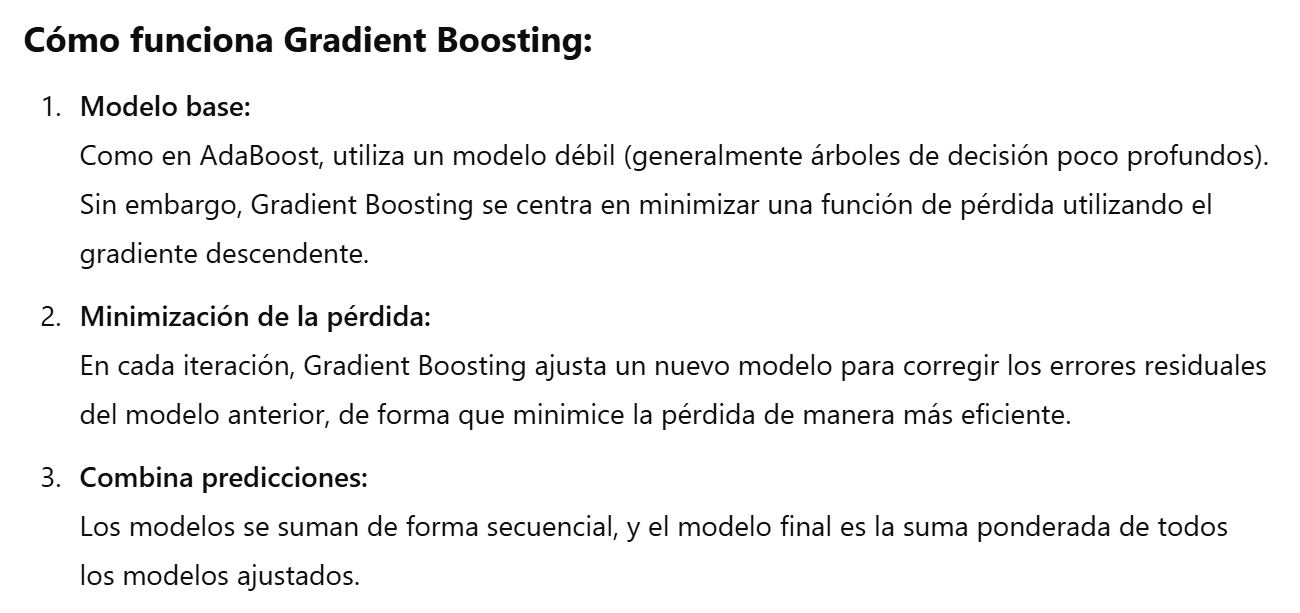 Cómo funciona Gradient Boosting:
1. Modelo base:
Como en AdaBoost, utiliza un modelo débil (generalmente árboles de decisión poco profundos).
Sin embargo, Gradient Boosting se centra en minimizar una función de pérdida utilizando el
gradiente descendente.
2. Minimización de la pérdida:
En cada iteración, Gradient Boosting ajusta un nuevo modelo para corregir los errores residuales
del modelo anterior, de forma que minimice la pérdida de manera más eficiente.
3. Combina predicciones:
Los modelos se suman de forma secuencial, y el modelo final es la suma ponderada de todos
los modelos ajustados.